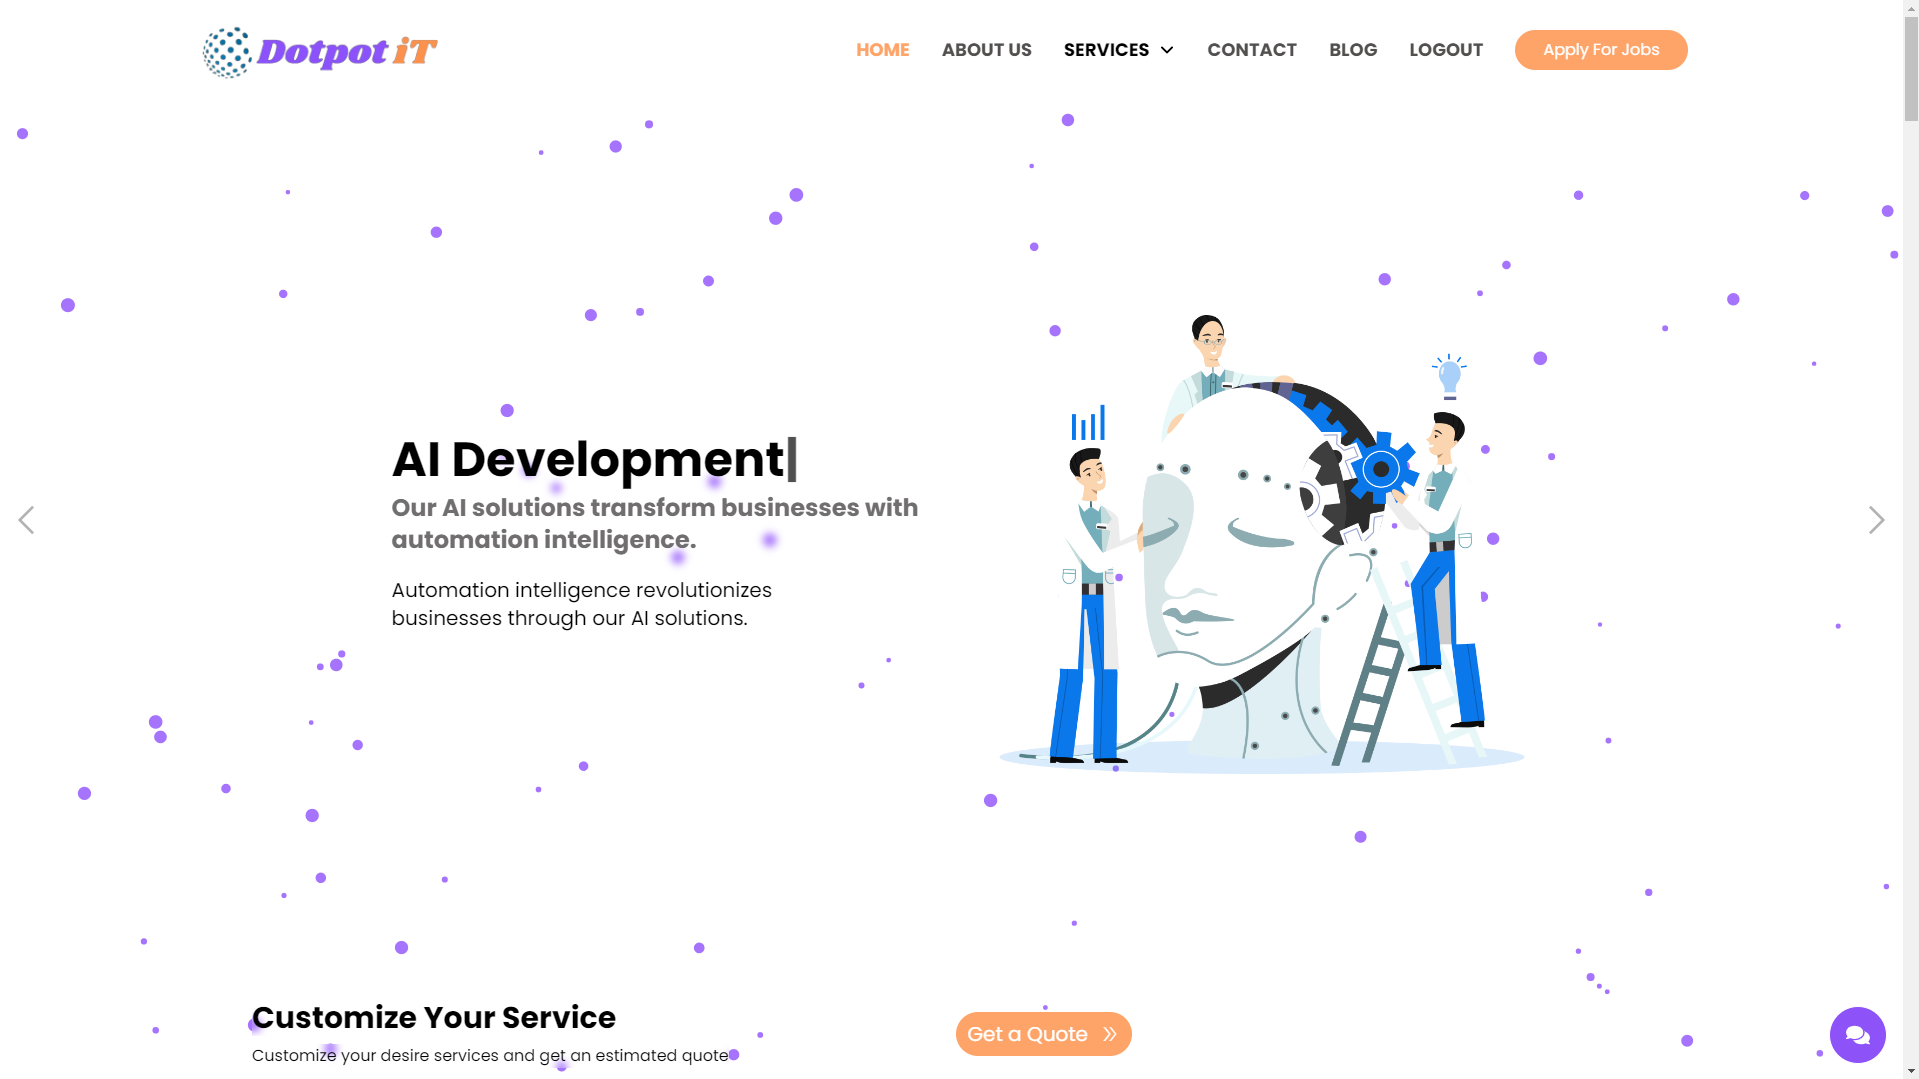 Dotpot iT
HOME ABOUT US SERVICES CONTACT BLOG LOGOUT Apply For Jobs
AI Development|
Our AI solutions transform businesses with
automation intelligence.
Automation intelligence revolutionizes
businesses through our AI solutions.
Customize Your Service
Customize your desire services and get an estimated quote
Get a Quote